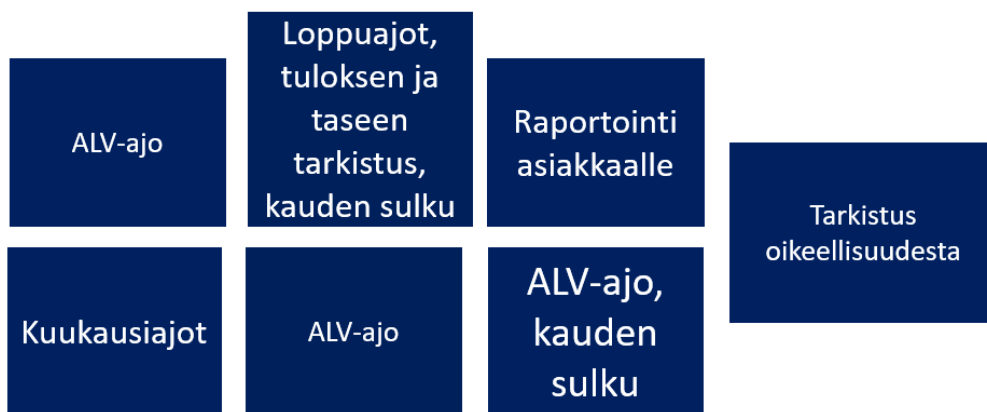 ALV-ajo
Loppuajot,
tuloksen ja
taseen
tarkistus,
kauden sulku
Raportointi
asiakkaalle
Tarkistus
oikeellisuudesta
Kuukausiajot
ALV-ajo
ALV-ajo,
kauden
sulku